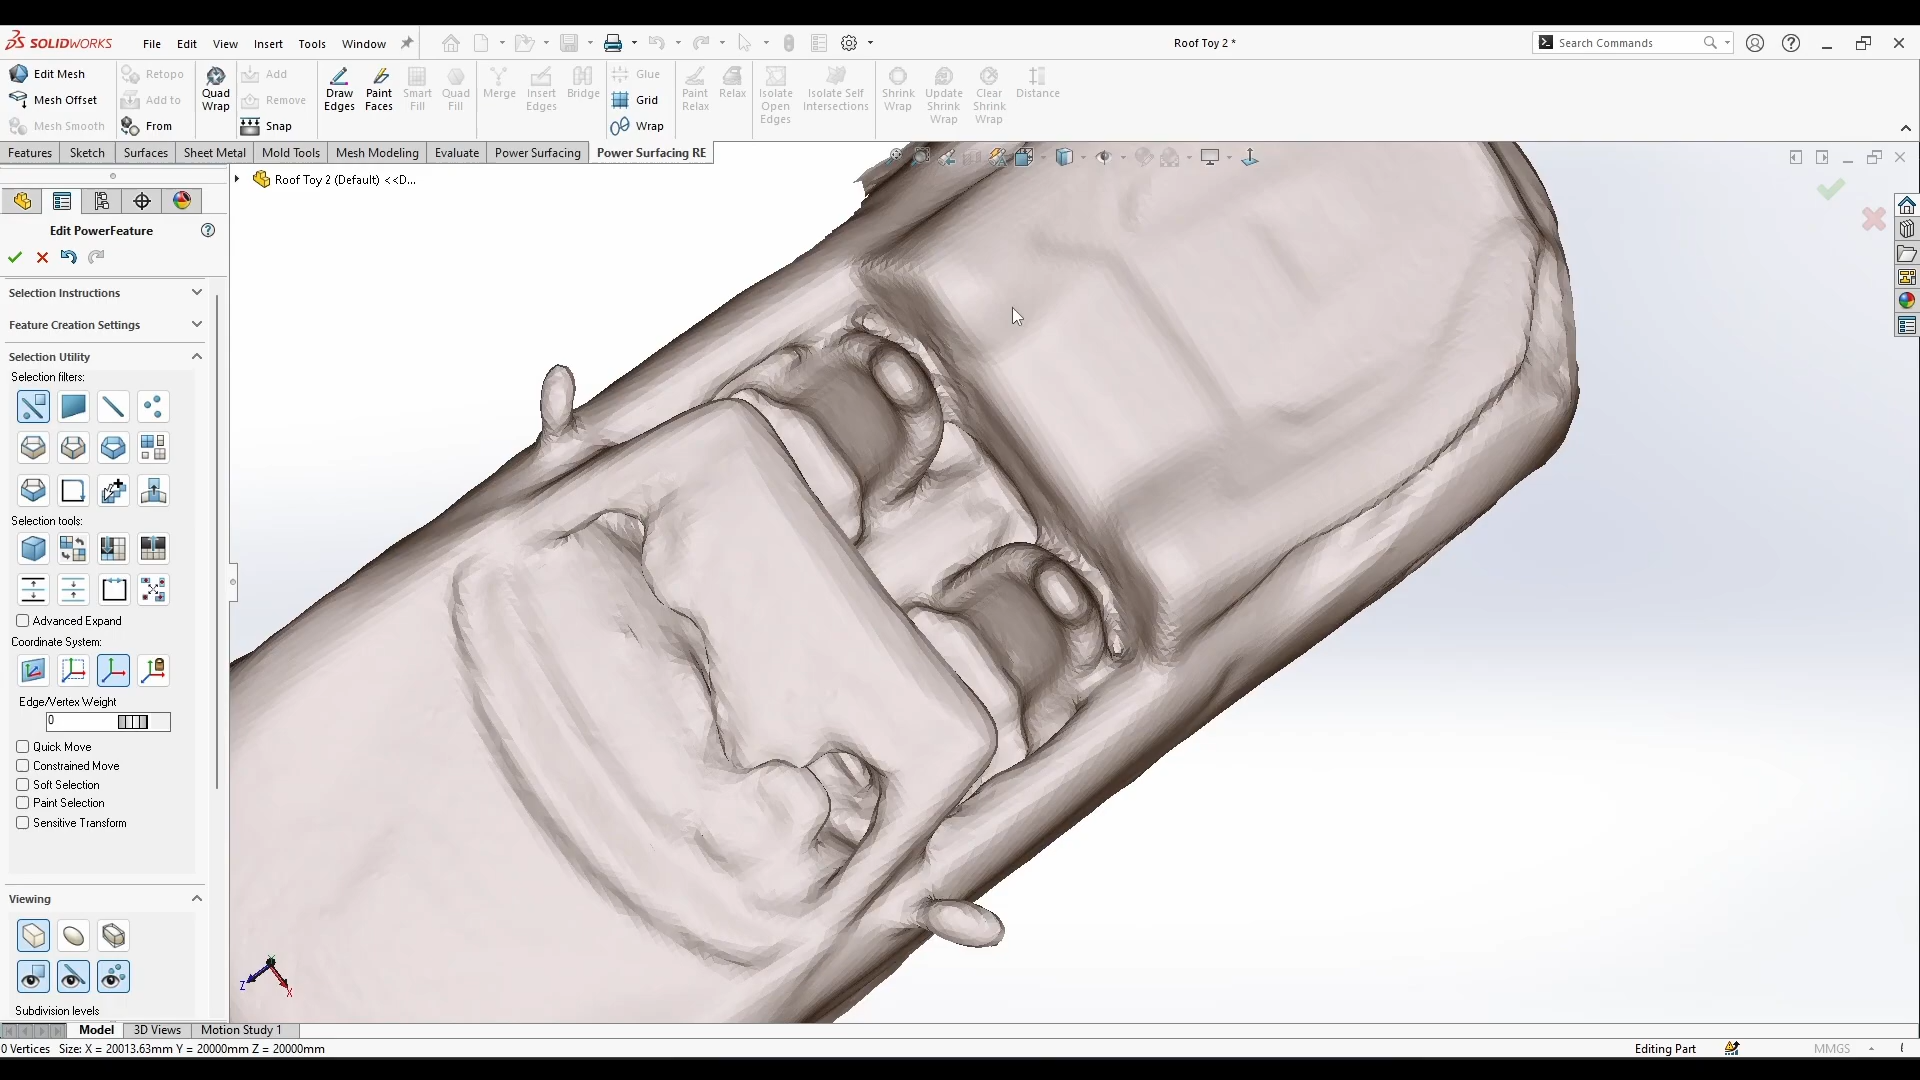 SOLIDWORKS File Edit View Insert Tools Window Roof Toy 2 * Search Commands
Edit Mesh Retopo Add Glue
Mesh Offset Add to Quad Wrap Remove Draw Edges Paint Faces Smart Fill Quad Fill Merge Insert Edges Bridge Grid Paint Relax Relax Isolate Open Edges Isolate Self Intersections Shrink Wrap Update Shrink Wrap Clear Shrink Wrap Distance
Mesh Smooth From Snap Wrap
Features Sketch Surfaces Sheet Metal Mold Tools Mesh Modeling Evaluate Power Surfacing Power Surfacing RE
Roof Toy 2 (Default) <<D...
Edit PowerFeature
Selection Instructions
Feature Creation Settings
Selection Utility
Selection filters:
Selection tools:
Advanced Expand
Coordinate System:
Edge/Vertex Weight
0
Quick Move
Constrained Move
Soft Selection
Paint Selection
Sensitive Transform
Viewing
Z X
Subdivision levels
Model 3D Views Motion Study 1
0 Vertices Size: X = 20013.63mm Y = 20000mm Z = 20000mm Editing Part MMGS